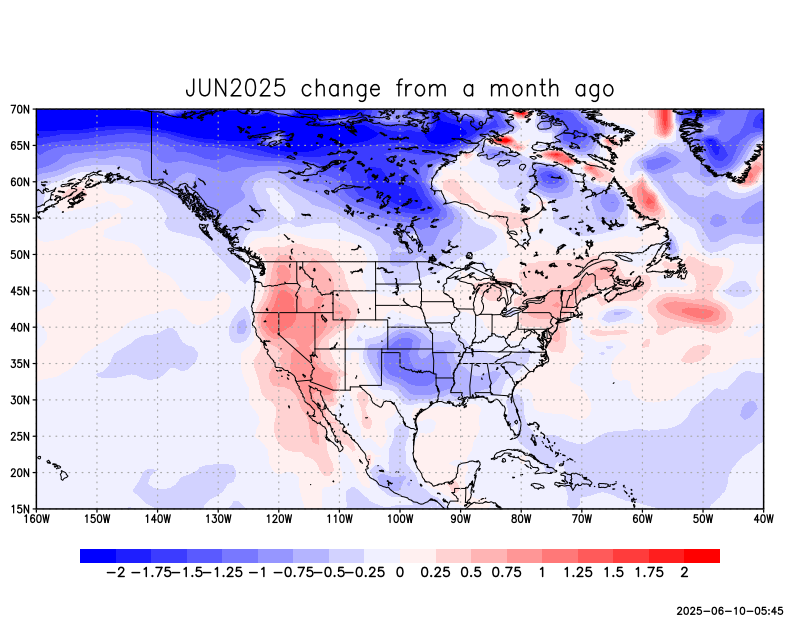 JUN2025 change from a month ago
70N
65N
60N
55N
50N
45N
40N
35N
30N
25N
20N
15N
160W 150W 140W 130W 120W 110W 100W 90W 80W 70W 60W 50W 40W
−2 −1.75 −1.5 −1.25 −1 −0.75 −0.5 −0.25 0 0.25 0.5 0.75 1 1.25 1.5 1.75 2
2025-06-10-05:45